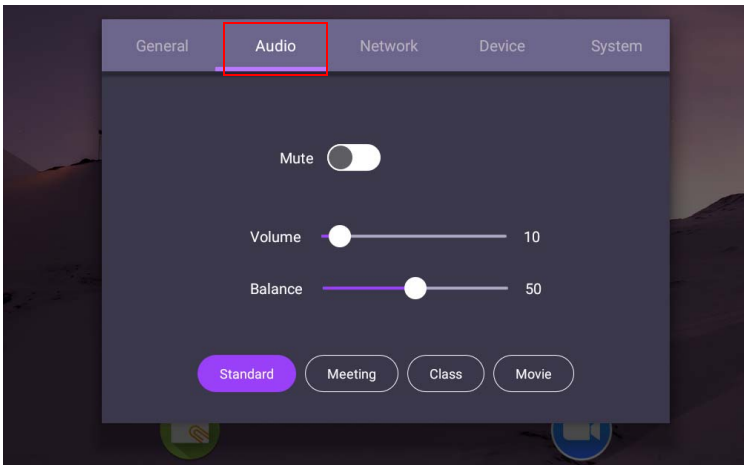 General Audio Network Device System
Mute
Volume 10
Balance 50
Standard Meeting Class Movie